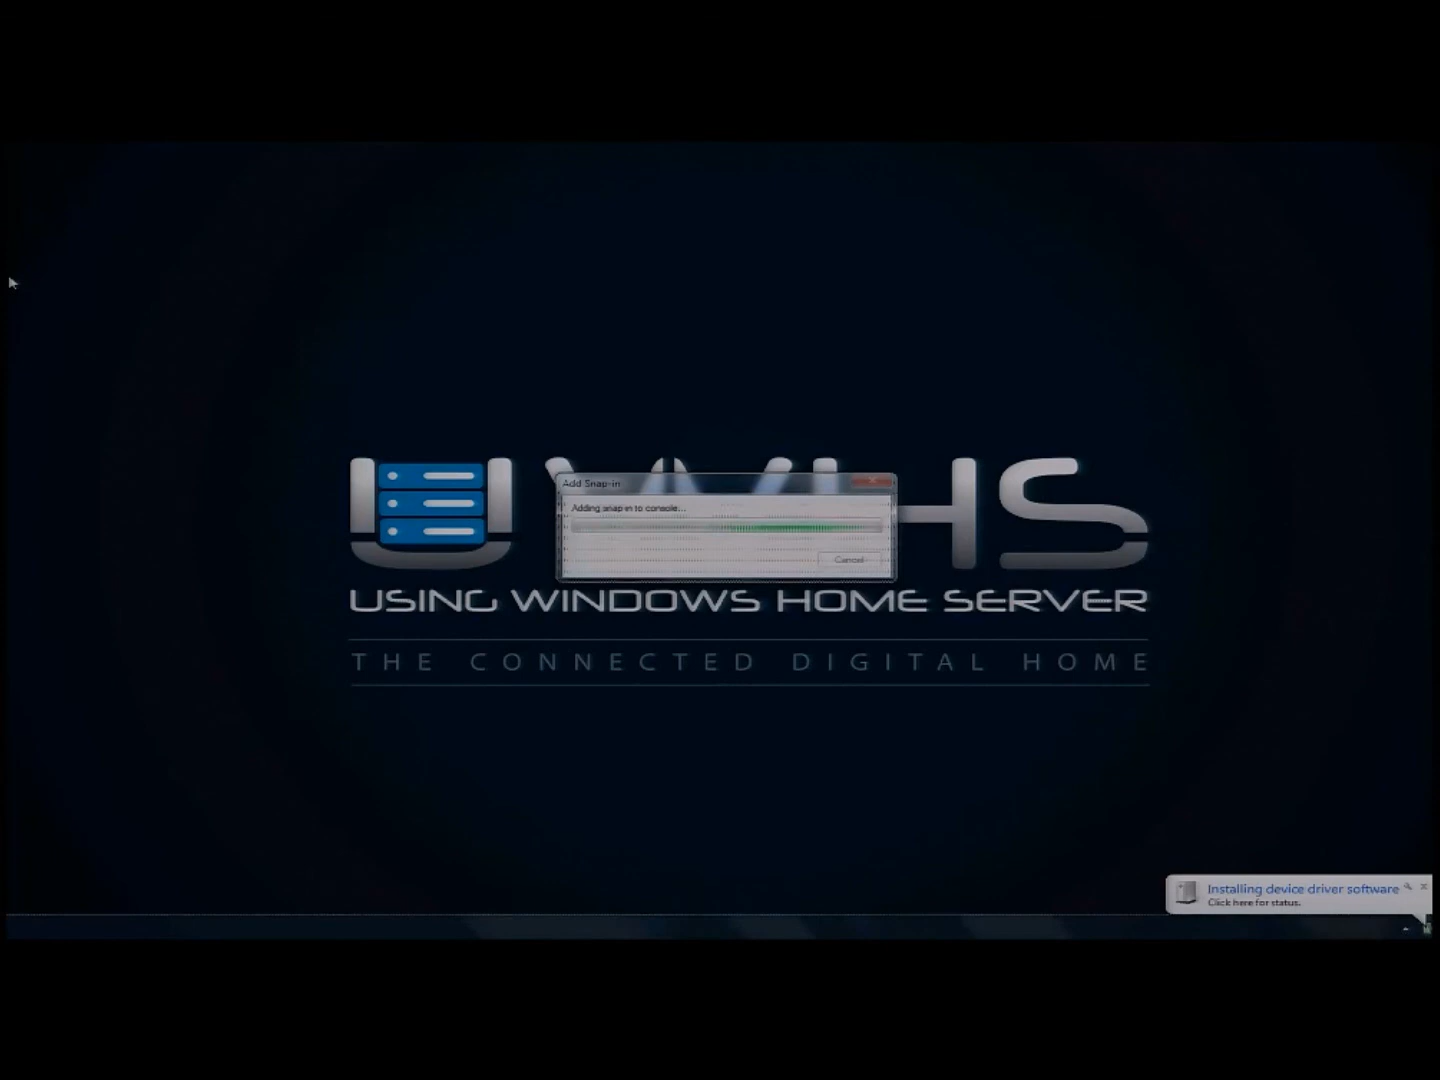 UWHS
Add Snap-in
Adding snap-in to console...
Cancel
USING WINDOWS HOME SERVER
THE CONNECTED DIGITAL HOME
Installing device driver software
Click here for status.